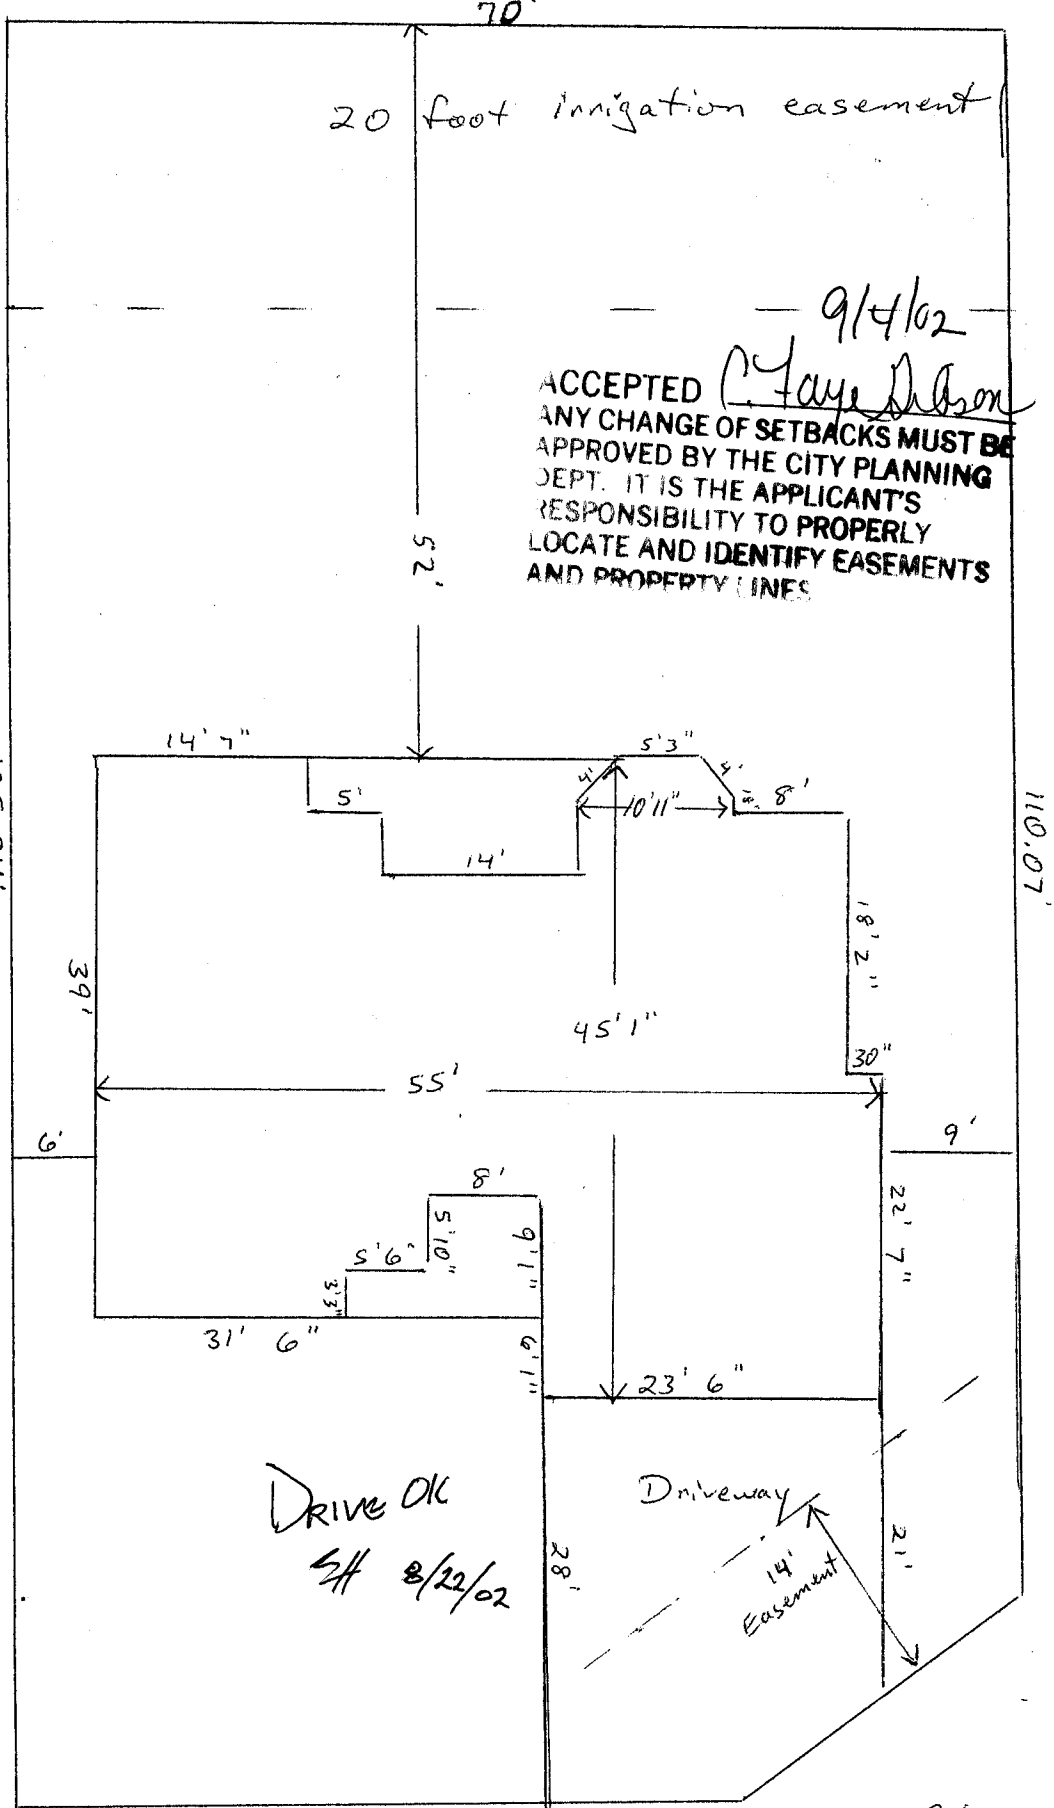 70'
20 foot irrigation easement
9/4/02
ACCEPTED C. Faye Gibson
ANY CHANGE OF SETBACKS MUST BE
APPROVED BY THE CITY PLANNING
DEPT. IT IS THE APPLICANT'S
RESPONSIBILITY TO PROPERLY
LOCATE AND IDENTIFY EASEMENTS
AND PROPERTY LINES
52'
14' 7"
5'3"
4'
4'
5'
10'11"
8'
110.07'
14'
18' 2"
39'
45'1"
30"
55'
6'
9'
8'
22' 7"
5'10"
9'1"
5'6"
3'3"
31' 6"
6'1"
23' 6"
DRIVE OK
SH 8/22/02
Driveway
28'
21'
14'
Easement